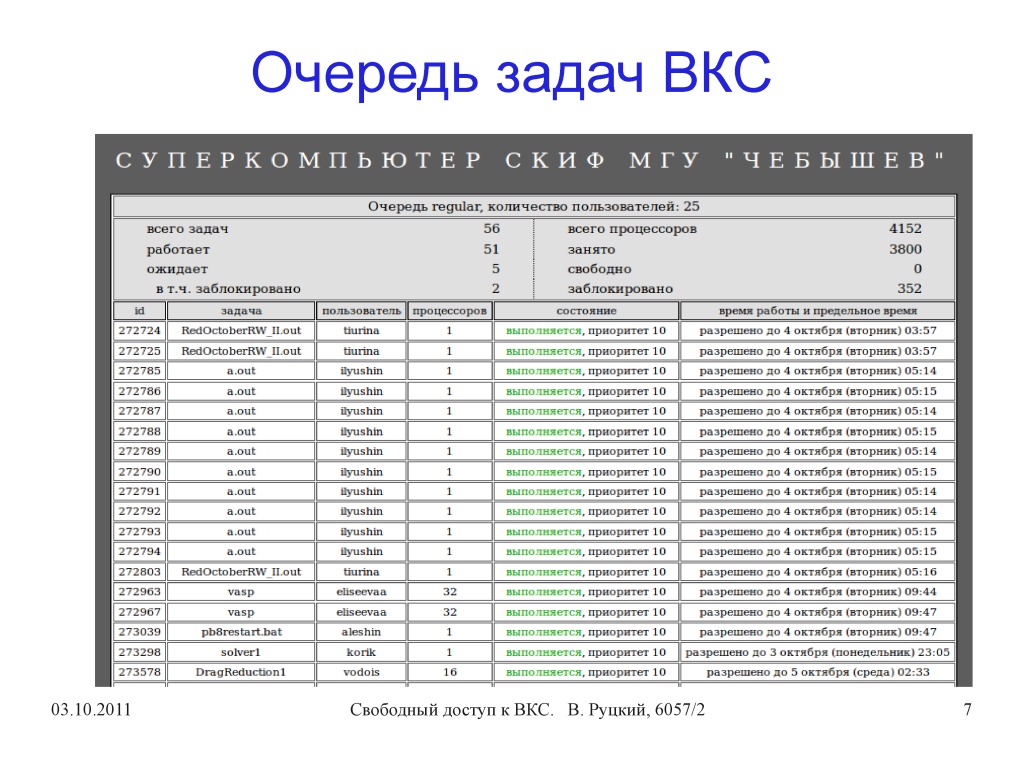 Очередь задач ВКС
СУПЕРКОМПЬЮТЕР СКИФ МГУ "ЧЕБЫШЕВ"
Очередь regular, количество пользователей: 25
всего задач 56 всего процессоров 4152
работает 51 занято 3800
ожидает 5 свободно 0
в т.ч. заблокировано 2 заблокировано 352
id задача пользователь процессоров состояние время работы и предельное время
272724 RedOctoberRW_II.out tiurina 1 выполняется, приоритет 10 разрешено до 4 октября (вторник) 03:57
272725 RedOctoberRW_II.out tiurina 1 выполняется, приоритет 10 разрешено до 4 октября (вторник) 03:57
272785 a.out ilyushin 1 выполняется, приоритет 10 разрешено до 4 октября (вторник) 05:14
272786 a.out ilyushin 1 выполняется, приоритет 10 разрешено до 4 октября (вторник) 05:15
272787 a.out ilyushin 1 выполняется, приоритет 10 разрешено до 4 октября (вторник) 05:14
272788 a.out ilyushin 1 выполняется, приоритет 10 разрешено до 4 октября (вторник) 05:15
272789 a.out ilyushin 1 выполняется, приоритет 10 разрешено до 4 октября (вторник) 05:14
272790 a.out ilyushin 1 выполняется, приоритет 10 разрешено до 4 октября (вторник) 05:15
272791 a.out ilyushin 1 выполняется, приоритет 10 разрешено до 4 октября (вторник) 05:14
272792 a.out ilyushin 1 выполняется, приоритет 10 разрешено до 4 октября (вторник) 05:14
272793 a.out ilyushin 1 выполняется, приоритет 10 разрешено до 4 октября (вторник) 05:15
272794 a.out ilyushin 1 выполняется, приоритет 10 разрешено до 4 октября (вторник) 05:15
272803 RedOctoberRW_II.out tiurina 1 выполняется, приоритет 10 разрешено до 4 октября (вторник) 05:16
272963 vasp eliseevaa 32 выполняется, приоритет 10 разрешено до 4 октября (вторник) 09:44
272967 vasp eliseevaa 32 выполняется, приоритет 10 разрешено до 4 октября (вторник) 09:47
273039 pb8restart.bat aleshin 1 выполняется, приоритет 10 разрешено до 4 октября (вторник) 09:47
273298 solver1 korik 1 выполняется, приоритет 10 разрешено до 3 октября (понедельник) 23:05
273578 DragReduction1 vodois 16 выполняется, приоритет 10 разрешено до 5 октября (среда) 02:33
03.10.2011 Свободный доступ к ВКС. В. Руцкий, 6057/2 7